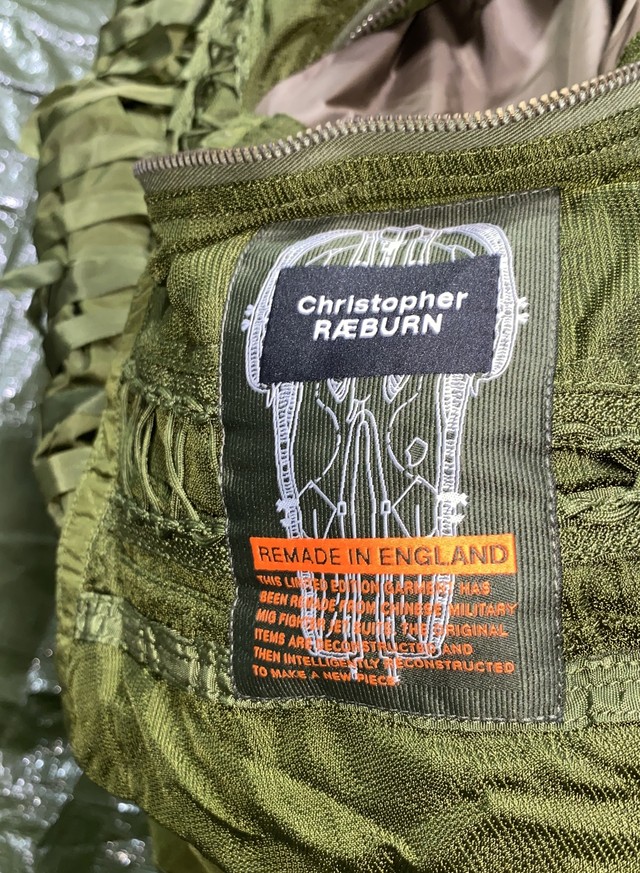 Christopher
RÆBURN
REMADE IN ENGLAND
THIS LIMITED EDITION GARMENT HAS
BEEN REMADE FROM CHINESE MILITARY
MIG FIGHTER JET SUITS. THE ORIGINAL
ITEMS ARE DECONSTRUCTED AND
THEN INTELLIGENTLY RECONSTRUCTED
TO MAKE A NEW PIECE